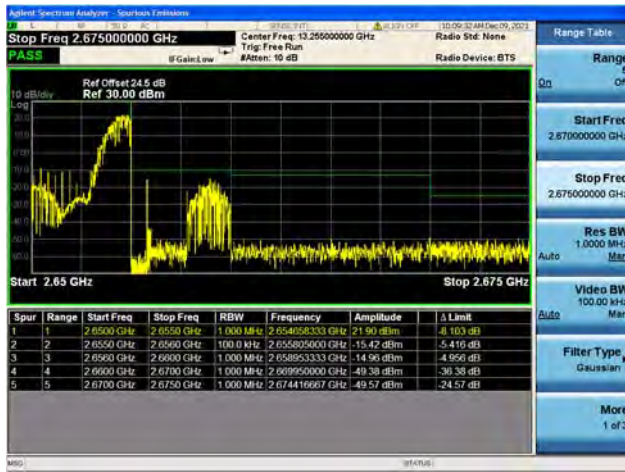 Agilent Spectrum Analyzer - Spurious Emissions
SENSE:INT ALIGN OFF 10:09:32 AM Dec 09, 2021
Stop Freq 2.675000000 GHz
Center Freq: 13.255000000 GHz
Radio Std: None
Trig: Free Run
PASS
IFGain:Low
#Atten: 10 dB
Radio Device: BTS
Ref Offset 24.5 dB
10 dB/div Ref 30.00 dBm
Log
Start 2.65 GHz
Stop 2.675 GHz
Spur Range Start Freq Stop Freq RBW Frequency Amplitude Δ Limit
1 1 2.6500 GHz 2.6550 GHz 1.000 MHz 2.654658333 GHz 21.90 dBm -8.103 dB
2 2 2.6550 GHz 2.6560 GHz 100.0 kHz 2.655805000 GHz -15.42 dBm -5.416 dB
3 3 2.6560 GHz 2.6600 GHz 1.000 MHz 2.658953333 GHz -14.96 dBm -4.956 dB
4 4 2.6600 GHz 2.6700 GHz 1.000 MHz 2.669950000 GHz -49.38 dBm -36.38 dB
5 5 2.6700 GHz 2.6750 GHz 1.000 MHz 2.674416667 GHz -49.57 dBm -24.57 dB
MSG
STATUS
Range Table
Range
5
On
Start Freq
2.670000000 GHz
Stop Freq
2.675000000 GHz
Res BW
1.0000 MHz
Auto Man
Video BW
100.00 kHz
Auto Man
Filter Type
Gaussian
More
1 of 3